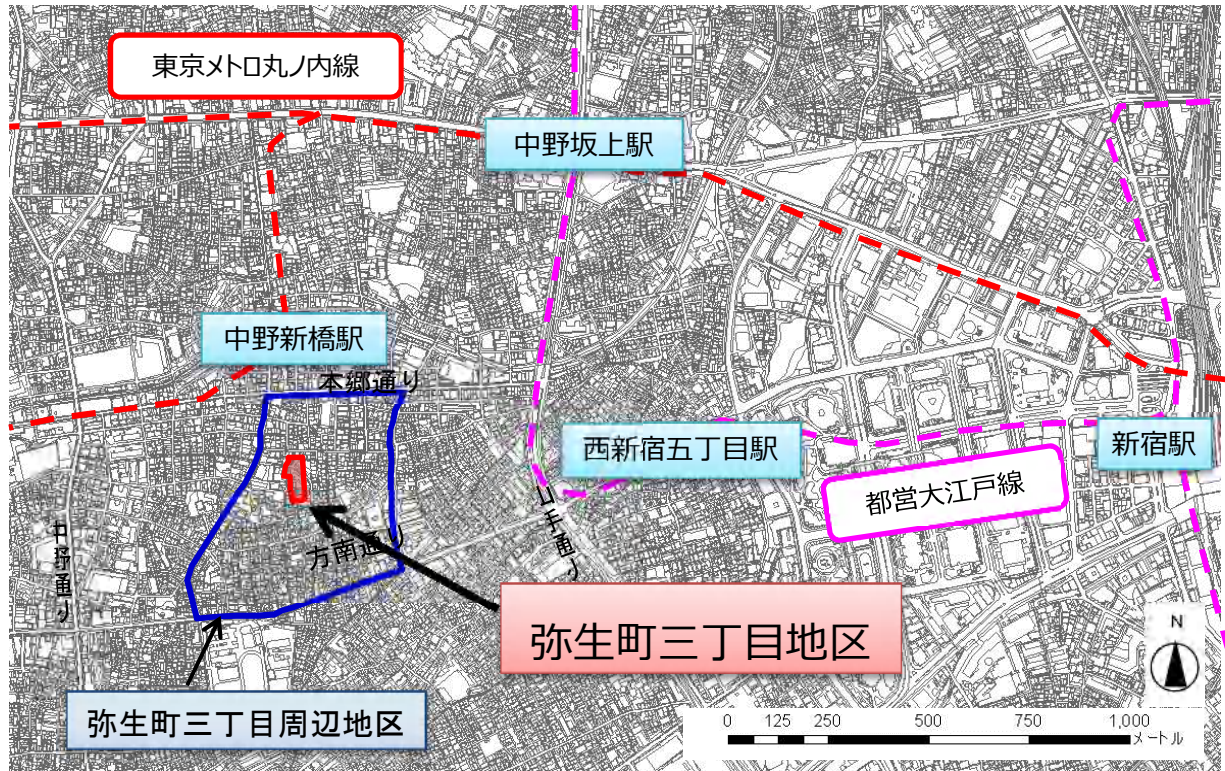 東京メトロ丸ノ内線
中野坂上駅
中野新橋駅
本郷通り
西新宿五丁目駅
新宿駅
都営大江戸線
山手通り
方南通り
中野通り
弥生町三丁目地区
弥生町三丁目周辺地区
N
0 125 250 500 750 1,000
メートル